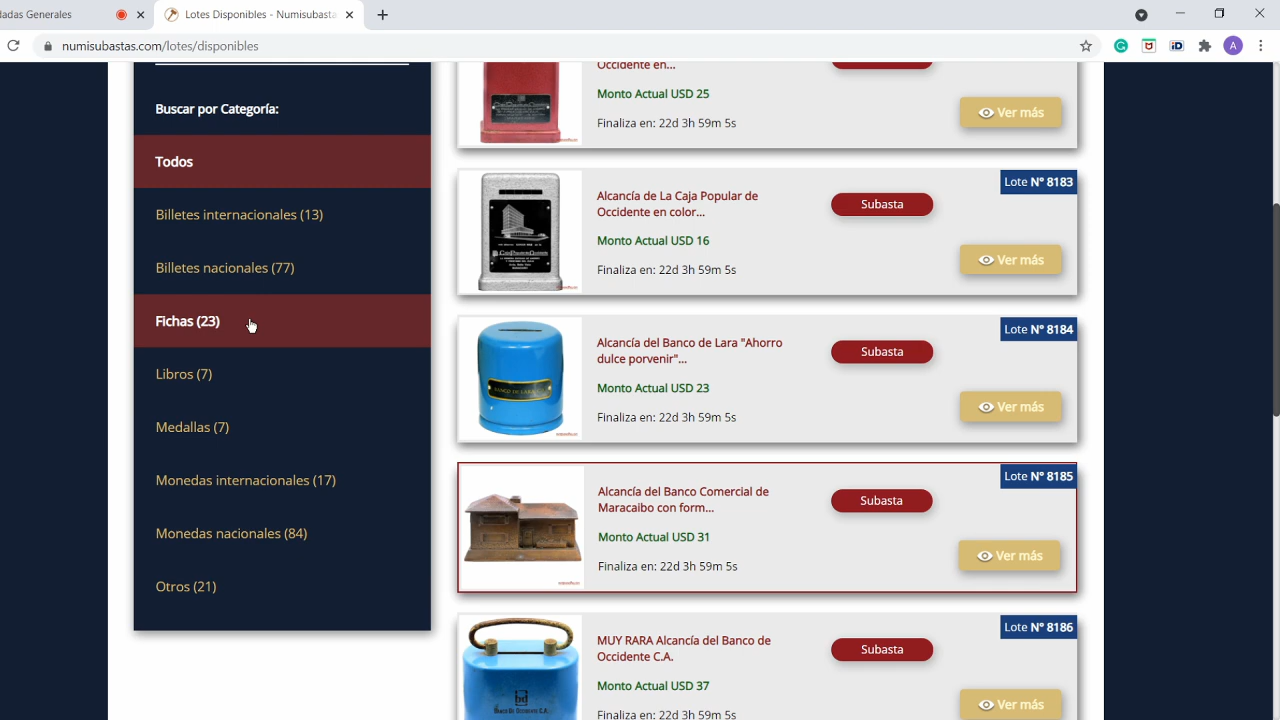 dadas Generales
Lotes Disponibles - Numisubasta
numisubastas.com/lotes/disponibles
A
Buscar por Categoría:
Todos
Billetes internacionales (13)
Billetes nacionales (77)
Fichas (23)
Libros (7)
Medallas (7)
Monedas internacionales (17)
Monedas nacionales (84)
Otros (21)
Occidente en...
Monto Actual USD 25
Finaliza en: 22d 3h 59m 5s
Ver más
Lote N° 8183
Alcancía de La Caja Popular de
Occidente en color...
Subasta
Monto Actual USD 16
Finaliza en: 22d 3h 59m 5s
Ver más
Lote N° 8184
Alcancía del Banco de Lara "Ahorro
dulce porvenir"...
Subasta
Monto Actual USD 23
Finaliza en: 22d 3h 59m 5s
Ver más
BANCO DE LARA
Lote N° 8185
Alcancía del Banco Comercial de
Maracaibo con form...
Subasta
Monto Actual USD 31
Finaliza en: 22d 3h 59m 5s
Ver más
Lote N° 8186
MUY RARA Alcancía del Banco de
Occidente C.A.
Subasta
Monto Actual USD 37
Finaliza en: 22d 3h 59m 5s
Ver más
bd